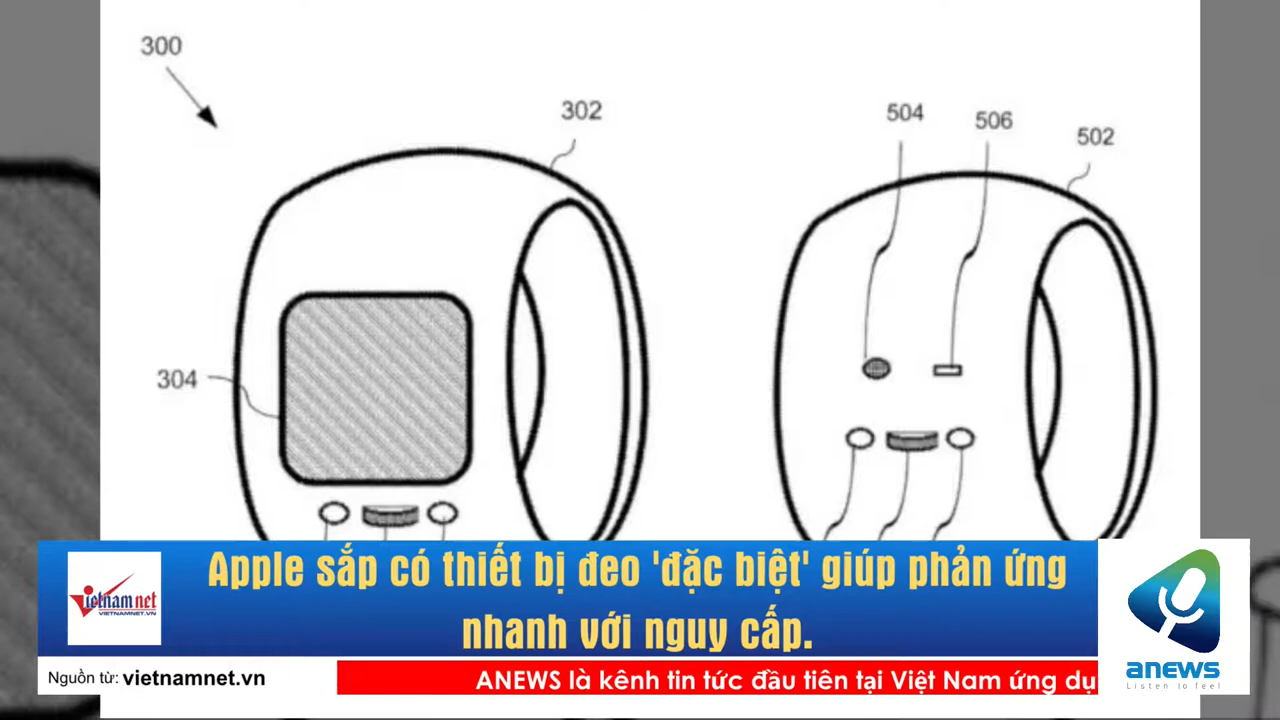 300
302
504
506
502
304
Apple sắp có thiết bị đeo 'đặc biệt' giúp phản ứng
nhanh với nguy cấp.
Vietnamnet
VIETNAMNET.VN
anews
Listen to feel
Nguồn từ: vietnamnet.vn
ANEWS là kênh tin tức đầu tiên tại Việt Nam ứng dụ